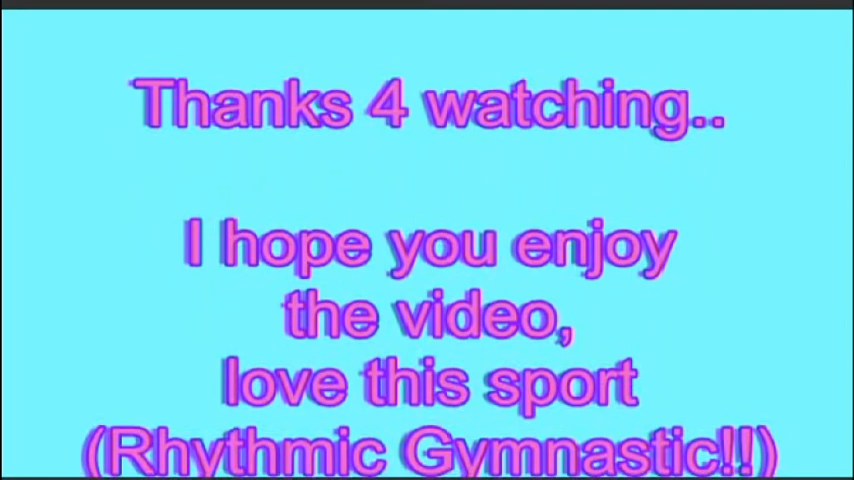 Thanks 4 watching..
I hope you enjoy
the video,
love this sport
(Rhythmic Gymnastic!!)